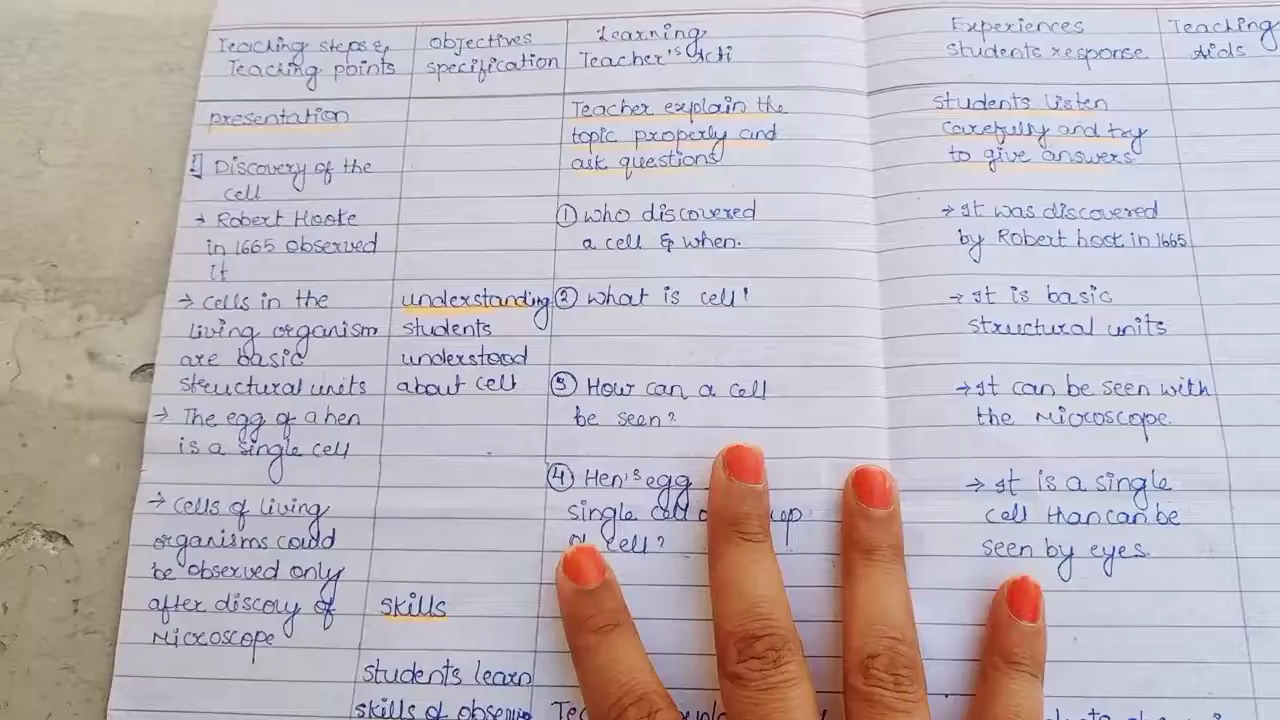 Teaching steps &
Teaching points
objectives
specification
Learning
Teacher's Acti
Experiences
students response
Teaching
Aids
presentation
1] Discovery of the
cell
→ Robert Hooke
in 1665 observed
it
→ cells in the
living organism
are basic
structural units
→ The egg of a hen
is a single cell
→ cells of living
organisms could
be observed only
after discory of
Microscope
understanding
students
understood
about cell
skills
students learn
skills of
Teacher explain the
topic properly and
ask questions
① who discovered
a cell & when.
② what is cell!
③ How can a cell
be seen?
④ Hen's egg
single cell
cell?
students listen
carefully and try
to give answers.
→ It was discovered
by Robert hoct in 1665
→ It is basic
structural units
→ It can be seen with
the Microscope.
→ It is a single
cell than can be
seen by eyes.